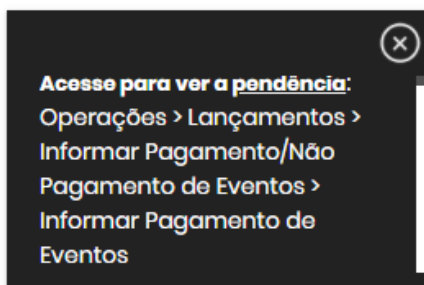 Acesse para ver a pendência:
Operações > Lançamentos >
Informar Pagamento/Não
Pagamento de Eventos >
Informar Pagamento de
Eventos